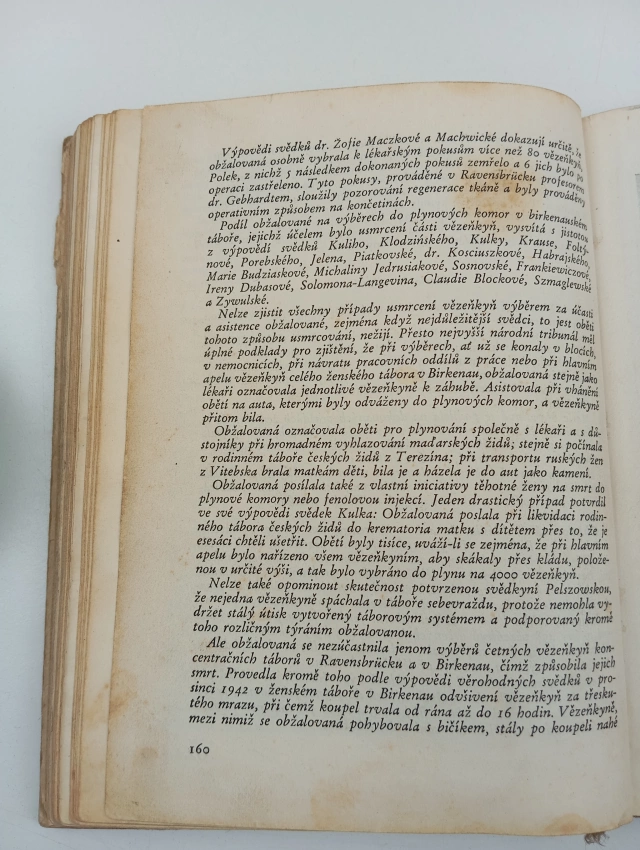 Výpovědi svědků dr. Žofie Maczkové a Machwické dokazují určitě, že
obžalovaná osobně vybrala k lékařským pokusům více než 80 vězeňkyň
Polek, z nichž 5 následkem dokonaných pokusů zemřelo a 6 jich bylo po
operaci zastřeleno. Tyto pokusy, prováděné v Ravensbrücku profesorem
dr. Gebhardtem, sloužily pozorování regenerace tkáně a byly prováděny
operativním způsobem na končetinách.
Podíl obžalované na výběrech do plynových komor v birkenauském
táboře, jejichž účelem bylo usmrcení části vězeňkyň, vysvítá s jistotou
z výpovědí svědků Kuliho, Klodzińského, Kulky, Krause, Folty-
nové, Porebského, Jelena, Piatkovské, dr. Kosciuszkové, Habrajského,
Marie Budziaskové, Michaliny Jedrusiakové, Sosnovské, Frankiewiczové,
Ireny Dubasové, Solomona-Langevina, Claudie Blockové, Szmaglewské
a Zywulské.
Nelze zjistit všechny případy usmrcení vězeňkyň výběrem za účasti
a asistence obžalované, zejména když nejdůležitější svědci, to jest oběti
tohoto způsobu usmrcování, nežijí. Přesto nejvyšší národní tribunál měl
úplné podklady pro zjištění, že při výběrech, ať už se konaly v blocích,
v nemocnicích, při návratu pracovních oddílů z práce nebo při hlavním
apelu vězeňkyň celého ženského tábora v Birkenau, obžalovaná stejně jako
lékaři označovala jednotlivé vězeňkyně k záhubě. Asistovala při vhánění
obětí na auta, kterými byly odváženy do plynových komor, a vězeňkyně
přitom bila.
Obžalovaná označovala oběti pro plynování společně s lékaři a s dů-
stojníky při hromadném vyhlazování maďarských židů; stejně si počínala
v rodinném táboře českých židů z Terezína; při transportu ruských žen
z Vitebska brala matkám děti, bila je a házela je do aut jako kamení.
Obžalovaná posílala také z vlastní iniciativy těhotné ženy na smrt do
plynové komory nebo fenolovou injekcí. Jeden drastický případ potvrdil
ve své výpovědi svědek Kulka: Obžalovaná poslala při likvidaci rodin-
ného tábora českých židů do krematoria matku s dítětem přes to, že je
esesáci chtěli ušetřit. Obětí byly tisíce, uváží-li se zejména, že při hlavním
apelu bylo nařízeno všem vězeňkyním, aby skákaly přes kládu, polože-
nou v určité výši, a tak bylo vybráno do plynu na 4000 vězeňkyň.
Nelze také opominout skutečnost potvrzenou svědkyní Pelszowskou,
že nejedna vězeňkyně spáchala v táboře sebevraždu, protože nemohla vy-
držet stálý útisk vytvořený táborovým systémem a podporovaný kromě
toho rozličným týráním obžalovanou.
Ale obžalovaná se nezúčastnila jenom výběrů četných vězeňkyň kon-
centračních táborů v Ravensbrücku a v Birkenau, čímž způsobila jejich
smrt. Provedla kromě toho podle výpovědí věrohodných svědků v pro-
sinci 1942 v ženském táboře v Birkenau odvšivení vězeňkyň za třesku-
tého mrazu, při čemž koupel trvala od rána až do 16 hodin. Vězeňkyně,
mezi nimiž se obžalovaná pohybovala s bičíkem, stály po koupeli nahé
160